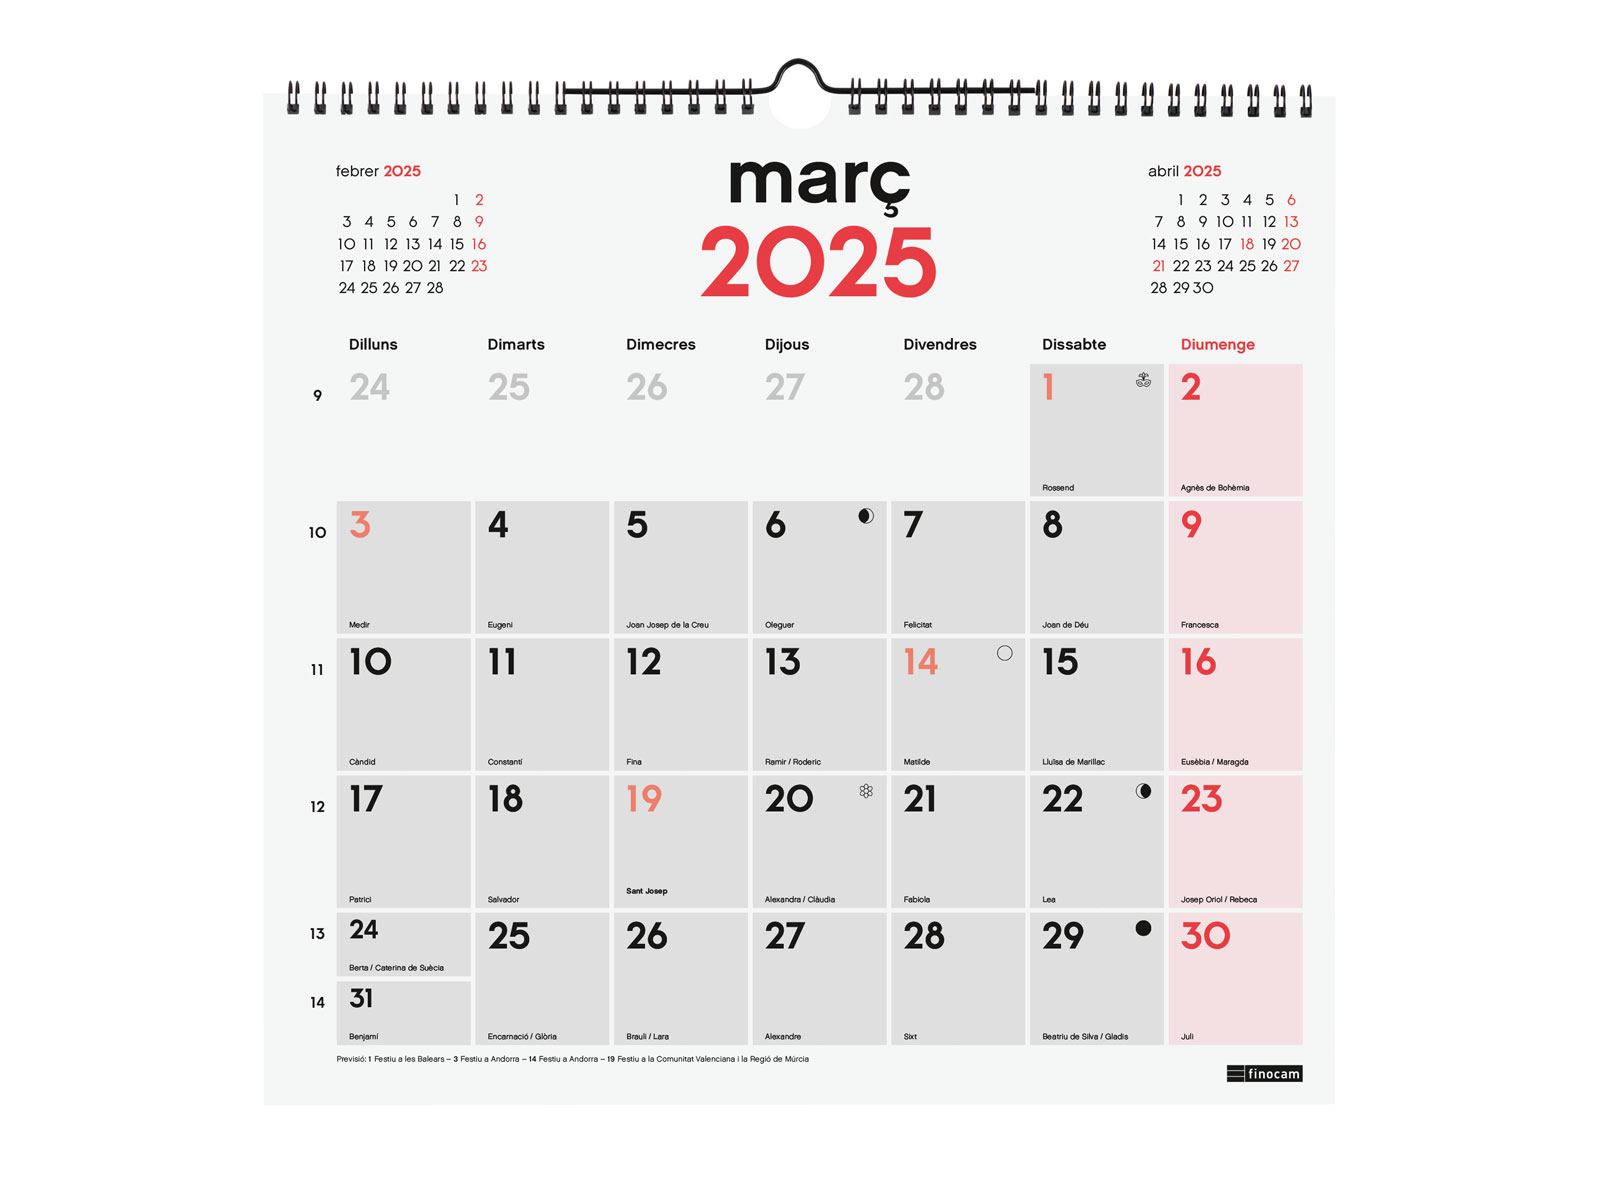 febrer 2025
1 2
3 4 5 6 7 8 9
10 11 12 13 14 15 16
17 18 19 20 21 22 23
24 25 26 27 28
març
2025
abril 2025
1 2 3 4 5 6
7 8 9 10 11 12 13
14 15 16 17 18 19 20
21 22 23 24 25 26 27
28 29 30
Dilluns Dimarts Dimecres Dijous Divendres Dissabte Diumenge
9 24 25 26 27 28 1 2
Rossend Agnès de Bohèmia
10 3 4 5 6 7 8 9
Medir Eugeni Joan Josep de la Creu Oleguer Felicitat Joan de Déu Francesca
11 10 11 12 13 14 15 16
Càndid Constantí Fina Ramir / Roderic Matilde Lluïsa de Marillac Eusèbia / Maragda
12 17 18 19 20 21 22 23
Sant Josep
Patrici Salvador Alexandra / Clàudia Fabiola Lea Josep Oriol / Rebeca
13 24 25 26 27 28 29 30
Berta / Caterina de Suècia
14 31
Benjamí Encarnació / Glòria Brauli / Lara Alexandre Sixt Beatriu de Silva / Gladis Juli
Previsió: 1 Festiu a les Balears – 3 Festiu a Andorra – 14 Festiu a Andorra – 19 Festiu a la Comunitat Valenciana i la Regió de Múrcia
finocam